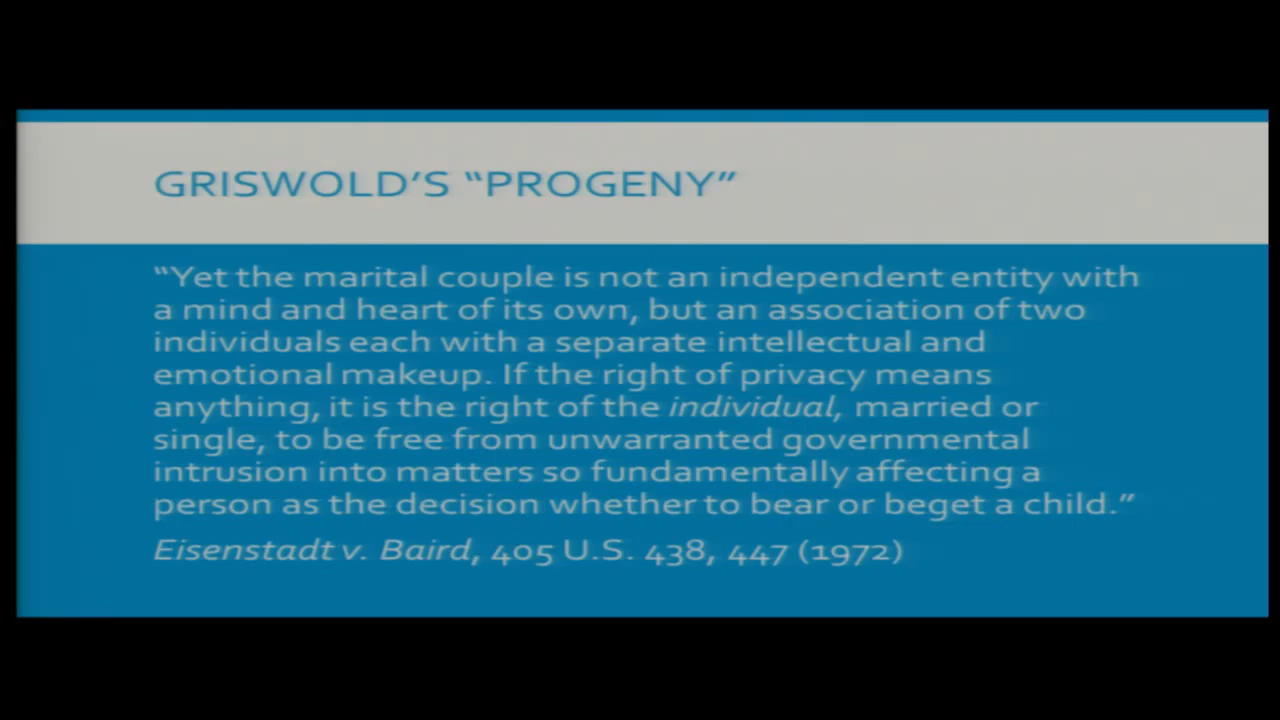 GRISWOLD’S “PROGENY”
“Yet the marital couple is not an independent entity with
a mind and heart of its own, but an association of two
individuals each with a separate intellectual and
emotional makeup. If the right of privacy means
anything, it is the right of the individual, married or
single, to be free from unwarranted governmental
intrusion into matters so fundamentally affecting a
person as the decision whether to bear or beget a child.”
Eisenstadt v. Baird, 405 U.S. 438, 447 (1972)